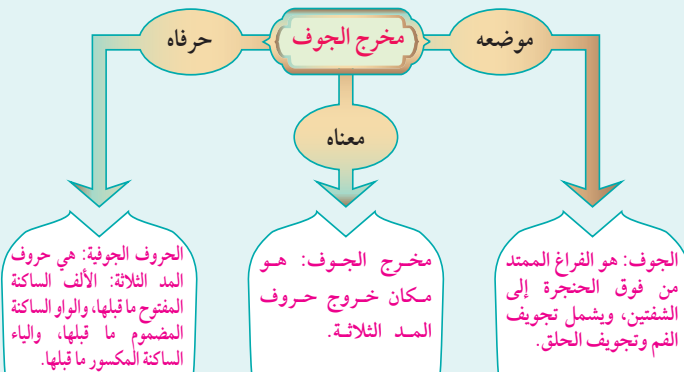 مخرج الجوف
موضعه
معناه
حرفاه
الجوف: هو الفراغ الممتد
من فوق الحنجرة إلى
الشفتين، ويشمل تجويف
الفم وتجويف الحلق.
مخرج الجوف: هو
مكان خروج حروف
المد الثلاثة.
الحروف الجوفية: هي حروف
المد الثلاثة: الألف الساكنة
المفتوح ما قبلها، والواو الساكنة
المضموم ما قبلها، والياء
الساكنة المكسور ما قبلها.